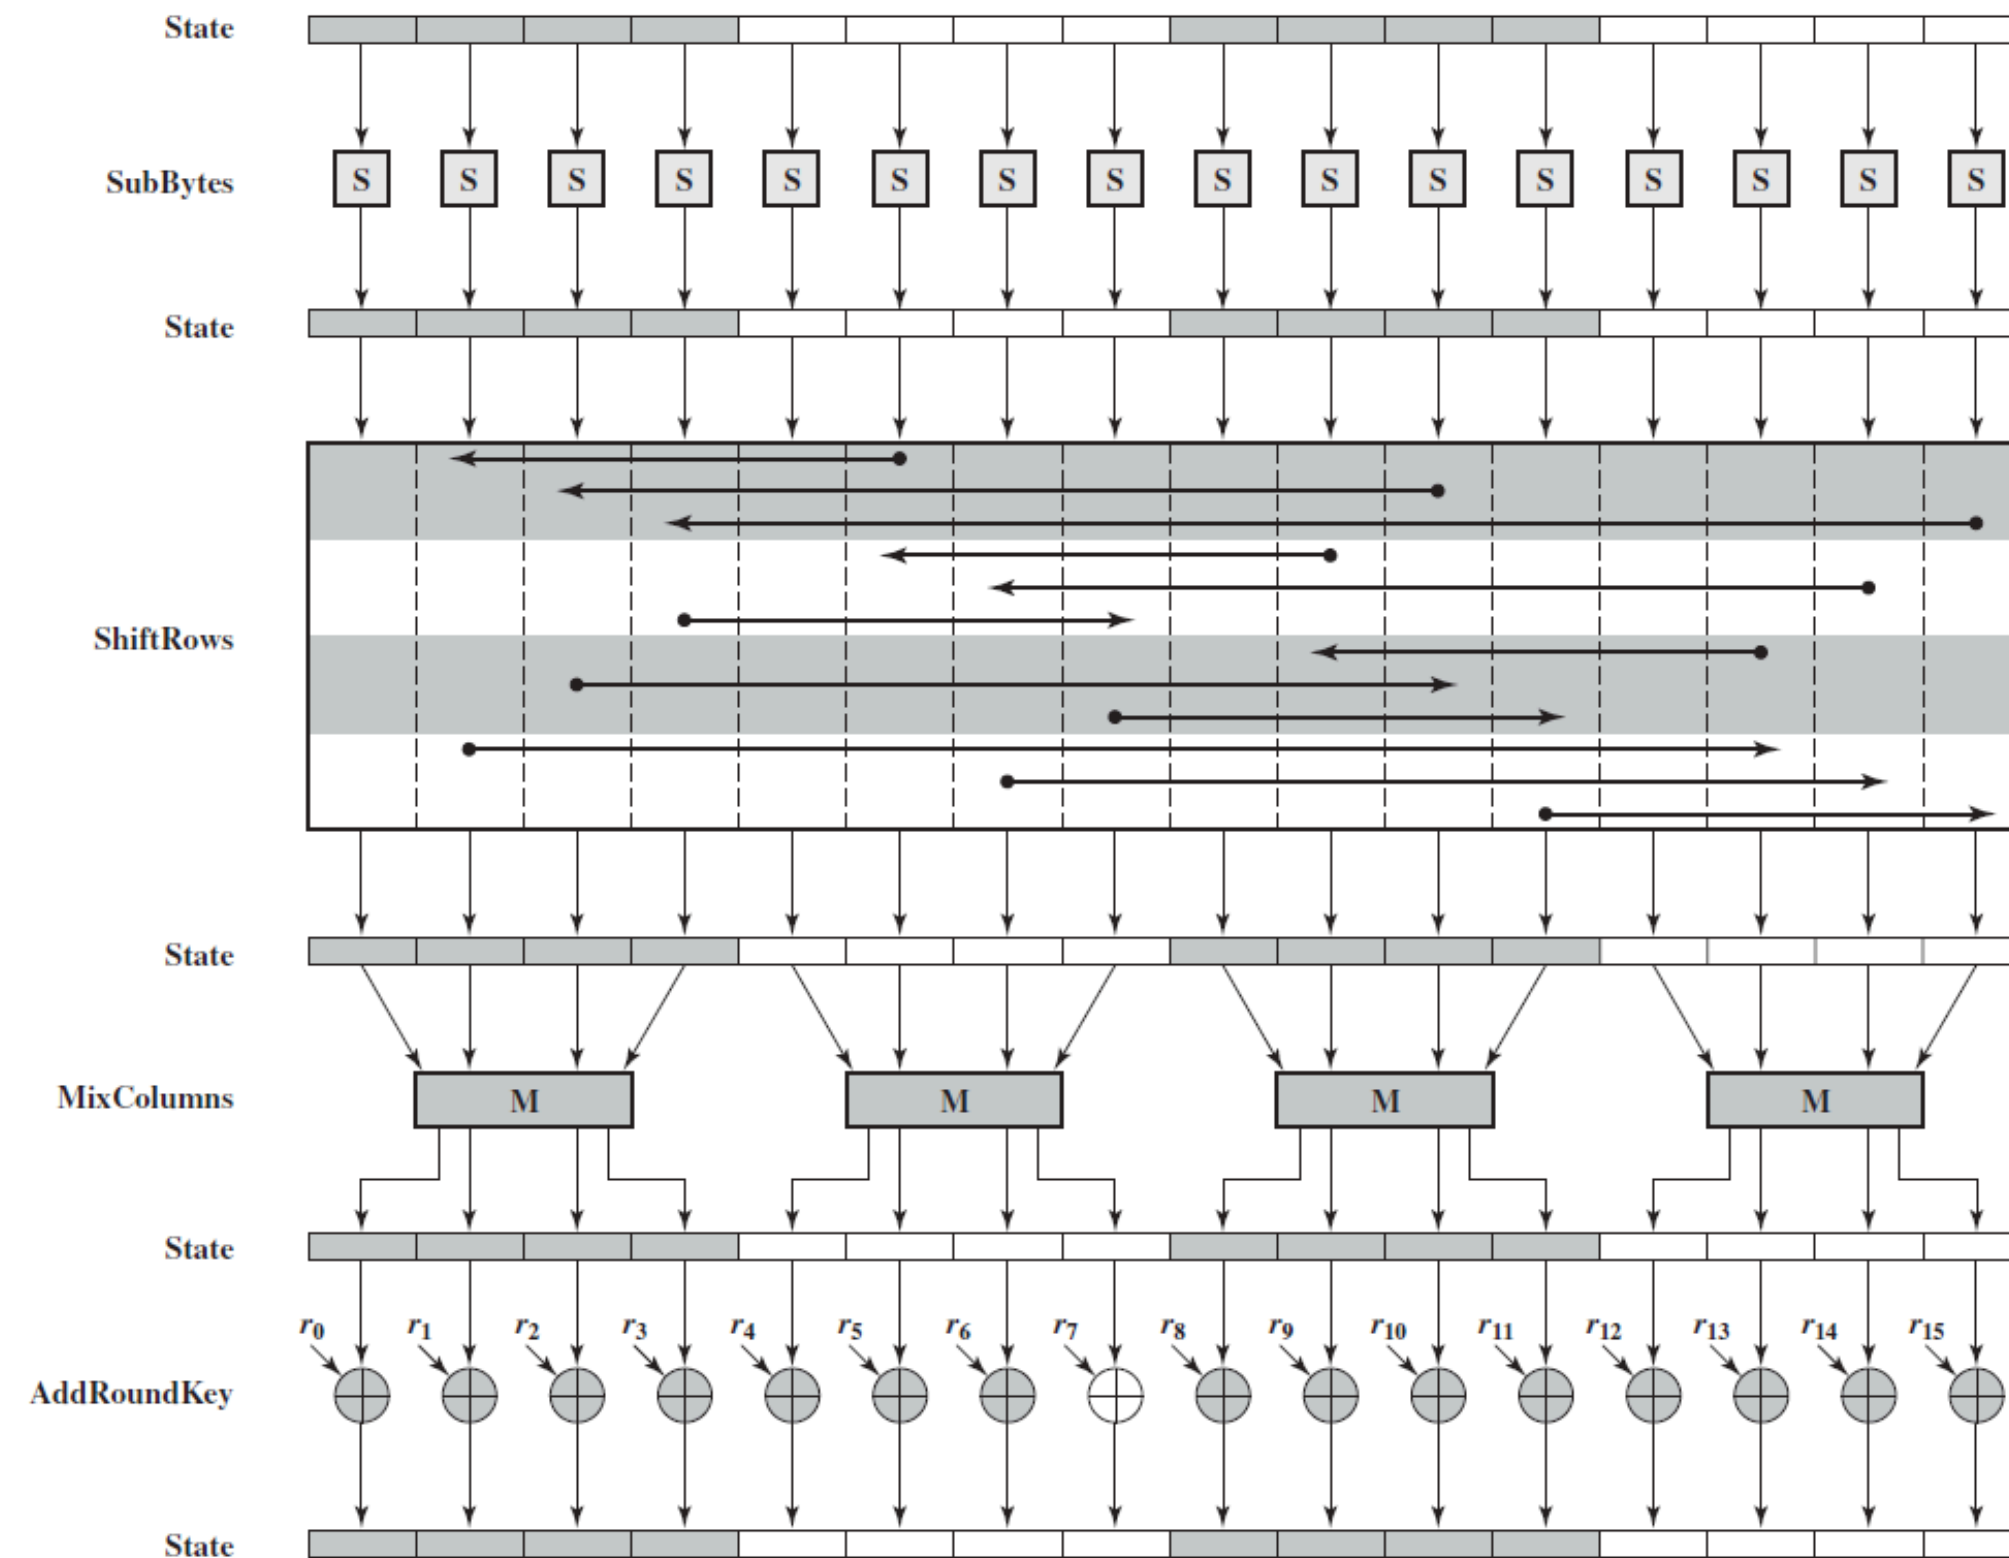 State
SubBytes S S S S S S S S S S S S S S S S
State
ShiftRows
State
MixColumns M M M M
State
r0 r1 r2 r3 r4 r5 r6 r7 r8 r9 r10 r11 r12 r13 r14 r15
AddRoundKey
State